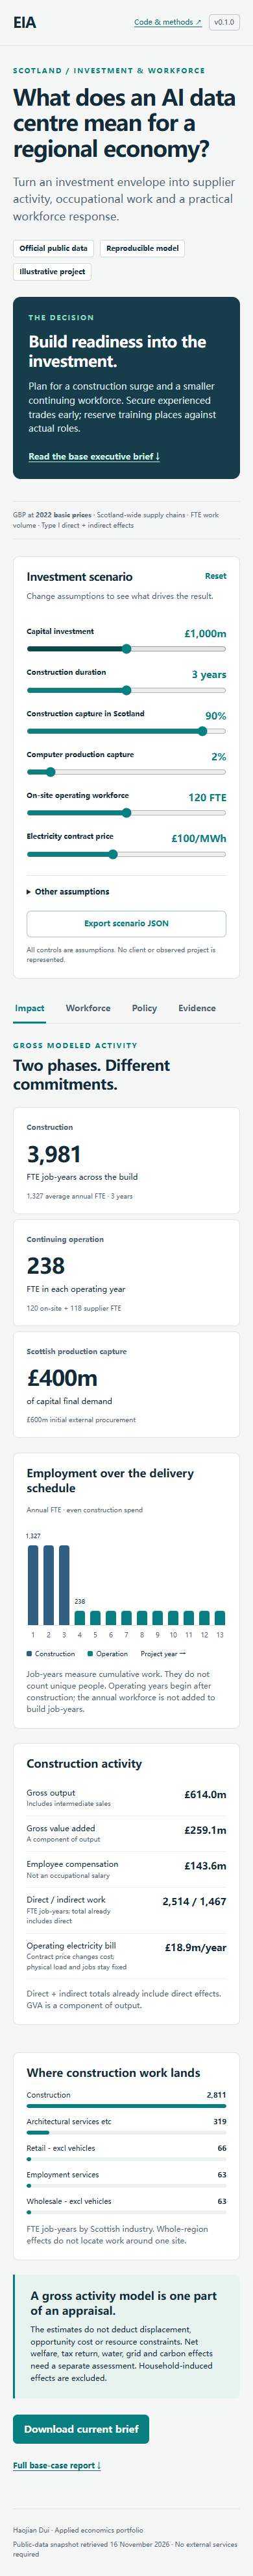 EIA
Code & methods ↗
v0.1.0
SCOTLAND / INVESTMENT & WORKFORCE
What does an AI data
centre mean for a
regional economy?
Turn an investment envelope into supplier
activity, occupational work and a practical
workforce response.
Official public data
Reproducible model
Illustrative project
THE DECISION
Build readiness into the
investment.
Plan for a construction surge and a smaller
continuing workforce. Secure experienced
trades early; reserve training places against
actual roles.
Read the base executive brief ↓
GBP at 2022 basic prices · Scotland-wide supply chains · FTE work
volume · Type I direct + indirect effects
Investment scenario
Reset
Change assumptions to see what drives the result.
Capital investment
£1,000m
Construction duration
3 years
Construction capture in Scotland
90%
Computer production capture
2%
On-site operating workforce
120 FTE
Electricity contract price
£100/MWh
▸ Other assumptions
Export scenario JSON
All controls are assumptions. No client or observed project is
represented.
Impact
Workforce
Policy
Evidence
GROSS MODELED ACTIVITY
Two phases. Different
commitments.
Construction
3,981
FTE job-years across the build
1,327 average annual FTE · 3 years
Continuing operation
238
FTE in each operating year
120 on-site + 118 supplier FTE
Scottish production capture
£400m
of capital final demand
£600m initial external procurement
Employment over the delivery
schedule
Annual FTE · even construction spend
1,327
238
1 2 3 4 5 6 7 8 9 10 11 12 13
Construction
Operation
Project year →
Job-years measure cumulative work. They do not
count unique people. Operating years begin after
construction; the annual workforce is not added to
build job-years.
Construction activity
Gross output
Includes intermediate sales
£614.0m
Gross value added
A component of output
£259.1m
Employee compensation
Not an occupational salary
£143.6m
Direct / indirect work
FTE job-years; total already
includes direct
2,514 / 1,467
Operating electricity bill
Contract price changes cost;
physical load and jobs stay fixed
£18.9m/year
Direct + indirect totals already include direct effects.
GVA is a component of output.
Where construction work lands
Construction
2,811
Architectural services etc
319
Retail - excl vehicles
66
Employment services
63
Wholesale - excl vehicles
63
FTE job-years by Scottish industry. Whole-region
effects do not locate work around one site.
A gross activity model is one part
of an appraisal.
The estimates do not deduct displacement,
opportunity cost or resource constraints. Net
welfare, tax return, water, grid and carbon effects
need a separate assessment. Household-induced
effects are excluded.
Download current brief
Full base-case report ↓
Haojian Dui · Applied economics portfolio
Public-data snapshot retrieved 16 November 2026 · No external services
required